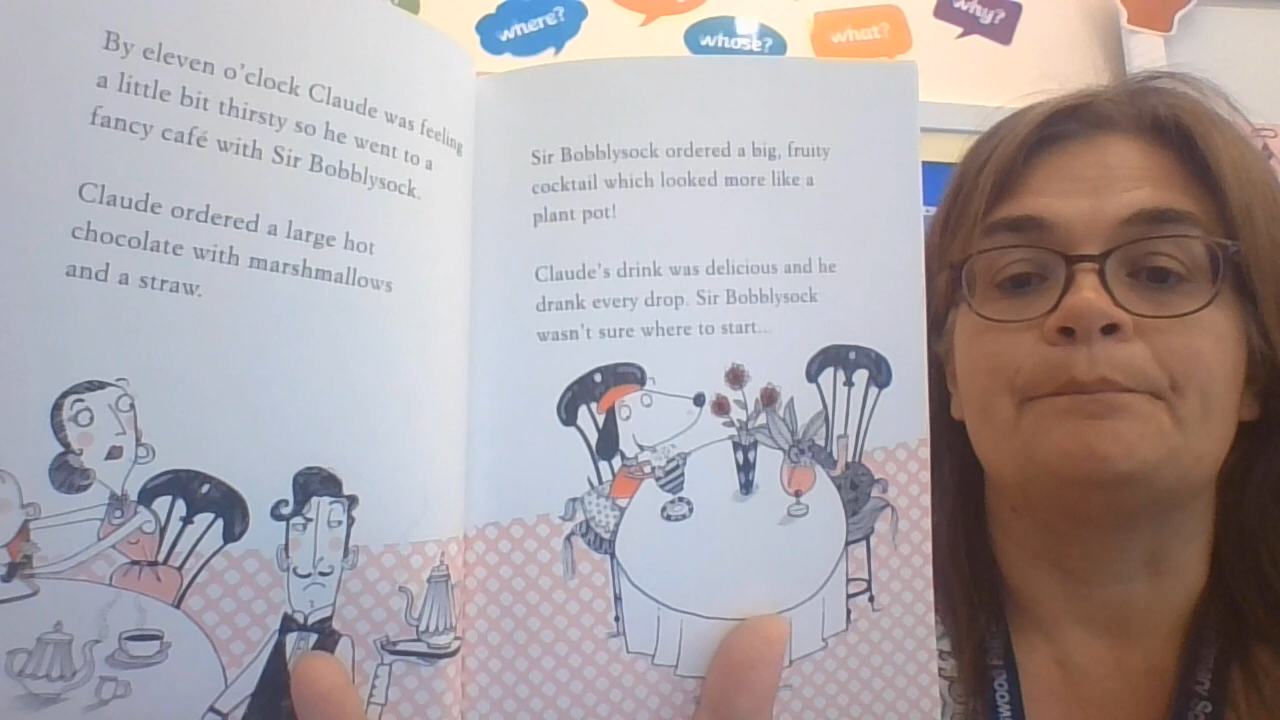 where?
whose?
what?
why?
By eleven o'clock Claude was feeling
a little bit thirsty so he went to a
fancy café with Sir Bobblysock.
Claude ordered a large hot
chocolate with marshmallows
and a straw.
Sir Bobblysock ordered a big, fruity
cocktail which looked more like a
plant pot!
Claude's drink was delicious and he
drank every drop. Sir Bobblysock
wasn't sure where to start...